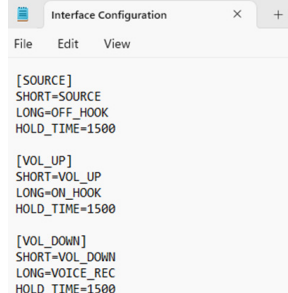 Interface Configuration
File Edit View
[SOURCE]
SHORT=SOURCE
LONG=OFF_HOOK
HOLD_TIME=1500
[VOL_UP]
SHORT=VOL_UP
LONG=ON_HOOK
HOLD_TIME=1500
[VOL_DOWN]
SHORT=VOL_DOWN
LONG=VOICE_REC
HOLD_TIME=1500